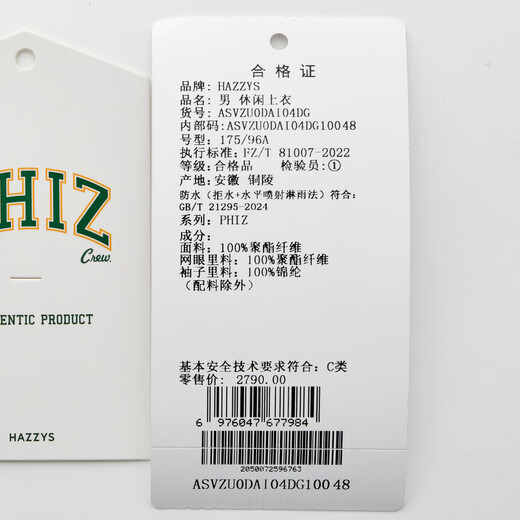 HIZ
Crew.
ENTIC PRODUCT
HAZZYS
合格证
品牌: HAZZYS
品名: 男 休闲上衣
货号: ASVZU0DAI04DG
内部码: ASVZU0DAI04DG10048
号型: 175/96A
执行标准: FZ/T 81007-2022
等级: 合格品 检验员: ①
产地: 安徽 铜陵
防水（拒水+水平喷射淋雨法）符合:
GB/T 21295-2024
系列: PHIZ
成分:
面料: 100%聚酯纤维
网眼里料: 100%聚酯纤维
袖子里料: 100%锦纶
（配料除外）
基本安全技术要求符合: C类
零售价: 2790.00
6 976047 677984
2050072596763
ASVZU0DAI04DG10048